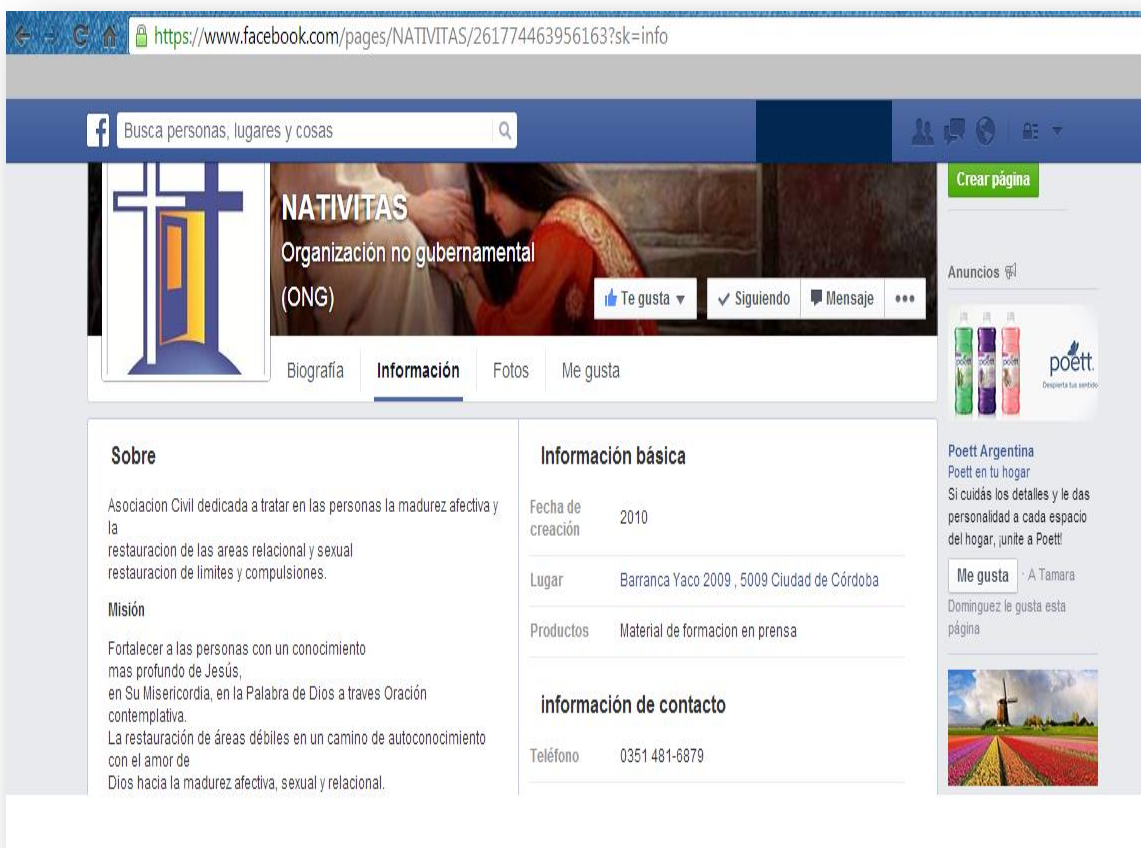 https://www.facebook.com/pages/NATIVITAS/261774463956163?sk=info
Busca personas, lugares y cosas
NATIVITAS
Organización no gubernamental
(ONG)
Te gusta
Siguiendo
Mensaje
Biografía
Información
Fotos
Me gusta
Sobre
Asociacion Civil dedicada a tratar en las personas la madurez afectiva y
la
restauracion de las areas relacional y sexual
restauracion de limites y compulsiones.
Misión
Fortalecer a las personas con un conocimiento
mas profundo de Jesús,
en Su Misericordia, en la Palabra de Dios a traves Oración
contemplativa.
La restauración de áreas débiles en un camino de autoconocimiento
con el amor de
Dios hacia la madurez afectiva, sexual y relacional.
Información básica
Fecha de
creación
2010
Lugar
Barranca Yaco 2009 , 5009 Ciudad de Córdoba
Productos
Material de formacion en prensa
información de contacto
Teléfono
0351 481-6879
Crear página
Anuncios
poett.
Despierta tus sentido
Poett Argentina
Poett en tu hogar
Si cuidás los detalles y le das
personalidad a cada espacio
del hogar, ¡unite a Poett!
Me gusta · A Tamara
Dominguez le gusta esta
página